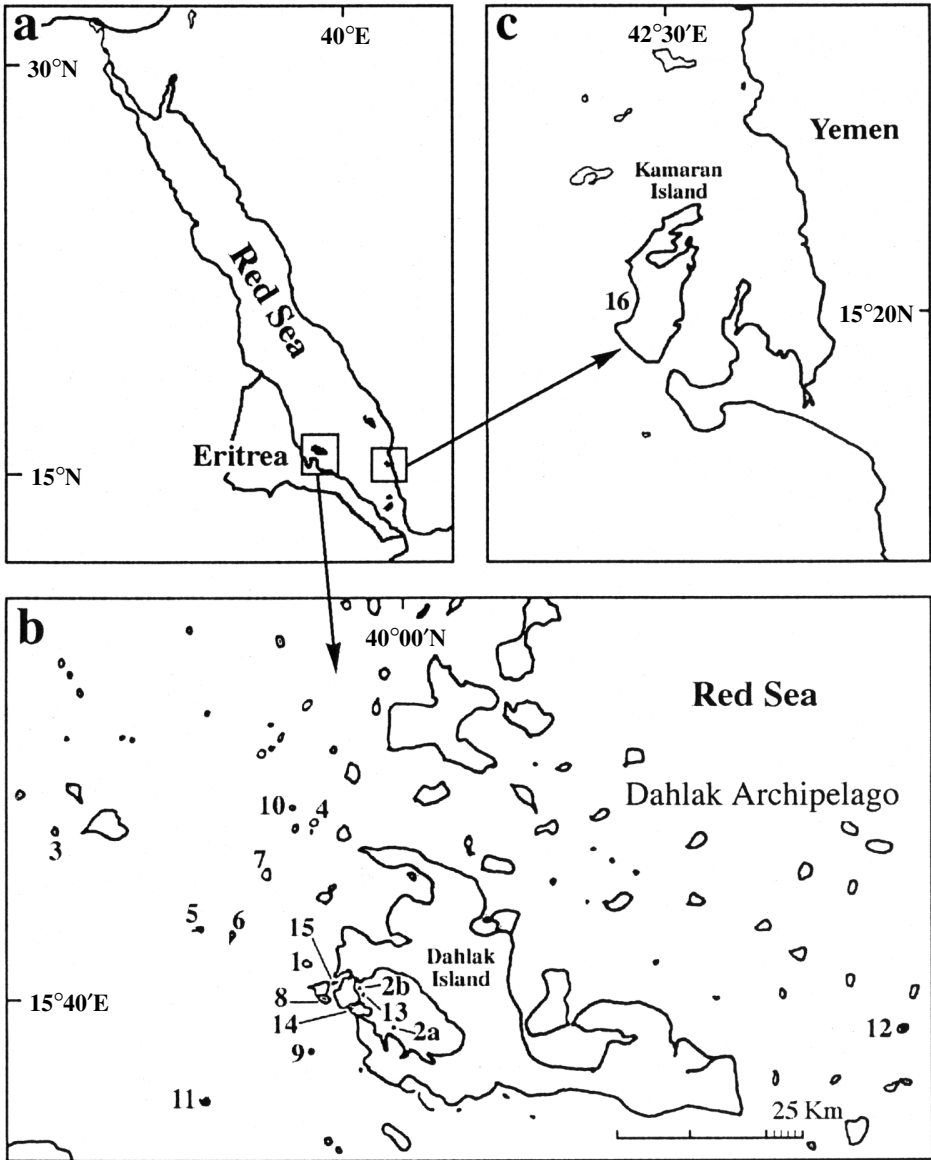 a
40°E
30°N
Red Sea
Eritrea
15°N
c
42°30′E
Yemen
Kamaran
Island
16
15°20N
b
40°00′N
Red Sea
Dahlak Archipelago
10
4
3
7
5
6
15
Dahlak
Island
1
2b
15°40′E
8
13
14
2a
12
9
11
25 Km